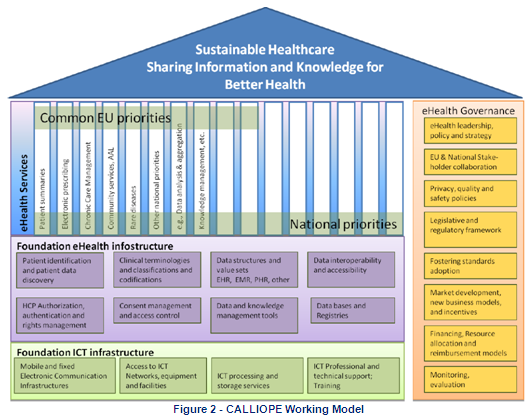 Sustainable Healthcare
Sharing Information and Knowledge for
Better Health
Common EU priorities
eHealth Services
Patient summaries
Electronic prescribing
Chronic Care Management
Community services, AAL
Rare diseases
Other national priorities
e.g., Data analysis & aggregation
Knowledge management, etc.
National priorities
Foundation eHealth infostructure
Patient identification
and patient data
discovery
Clinical terminologies
and classifications and
codifications
Data structures and
value sets
EHR, EMR, PHR, other
Data interoperability
and accessibility
HCP Authorization,
authentication and
rights management
Consent management
and access control
Data and knowledge
management tools
Data bases and
Registries
Foundation ICT infrastructure
Mobile and fixed
Electronic Communication
Infrastructures
Access to ICT
Networks, equipment
and facilities
ICT processing and
storage services
ICT Professional and
technical support;
Training
eHealth Governance
eHealth leadership,
policy and strategy
EU & National Stake-
holder collaboration
Privacy, quality and
safety policies
Legislative and
regulatory framework
Fostering standards
adoption
Market development,
new business models,
and incentives
Financing, Resource
allocation and
reimbursement models
Monitoring,
evaluation
Figure 2 - CALLIOPE Working Model